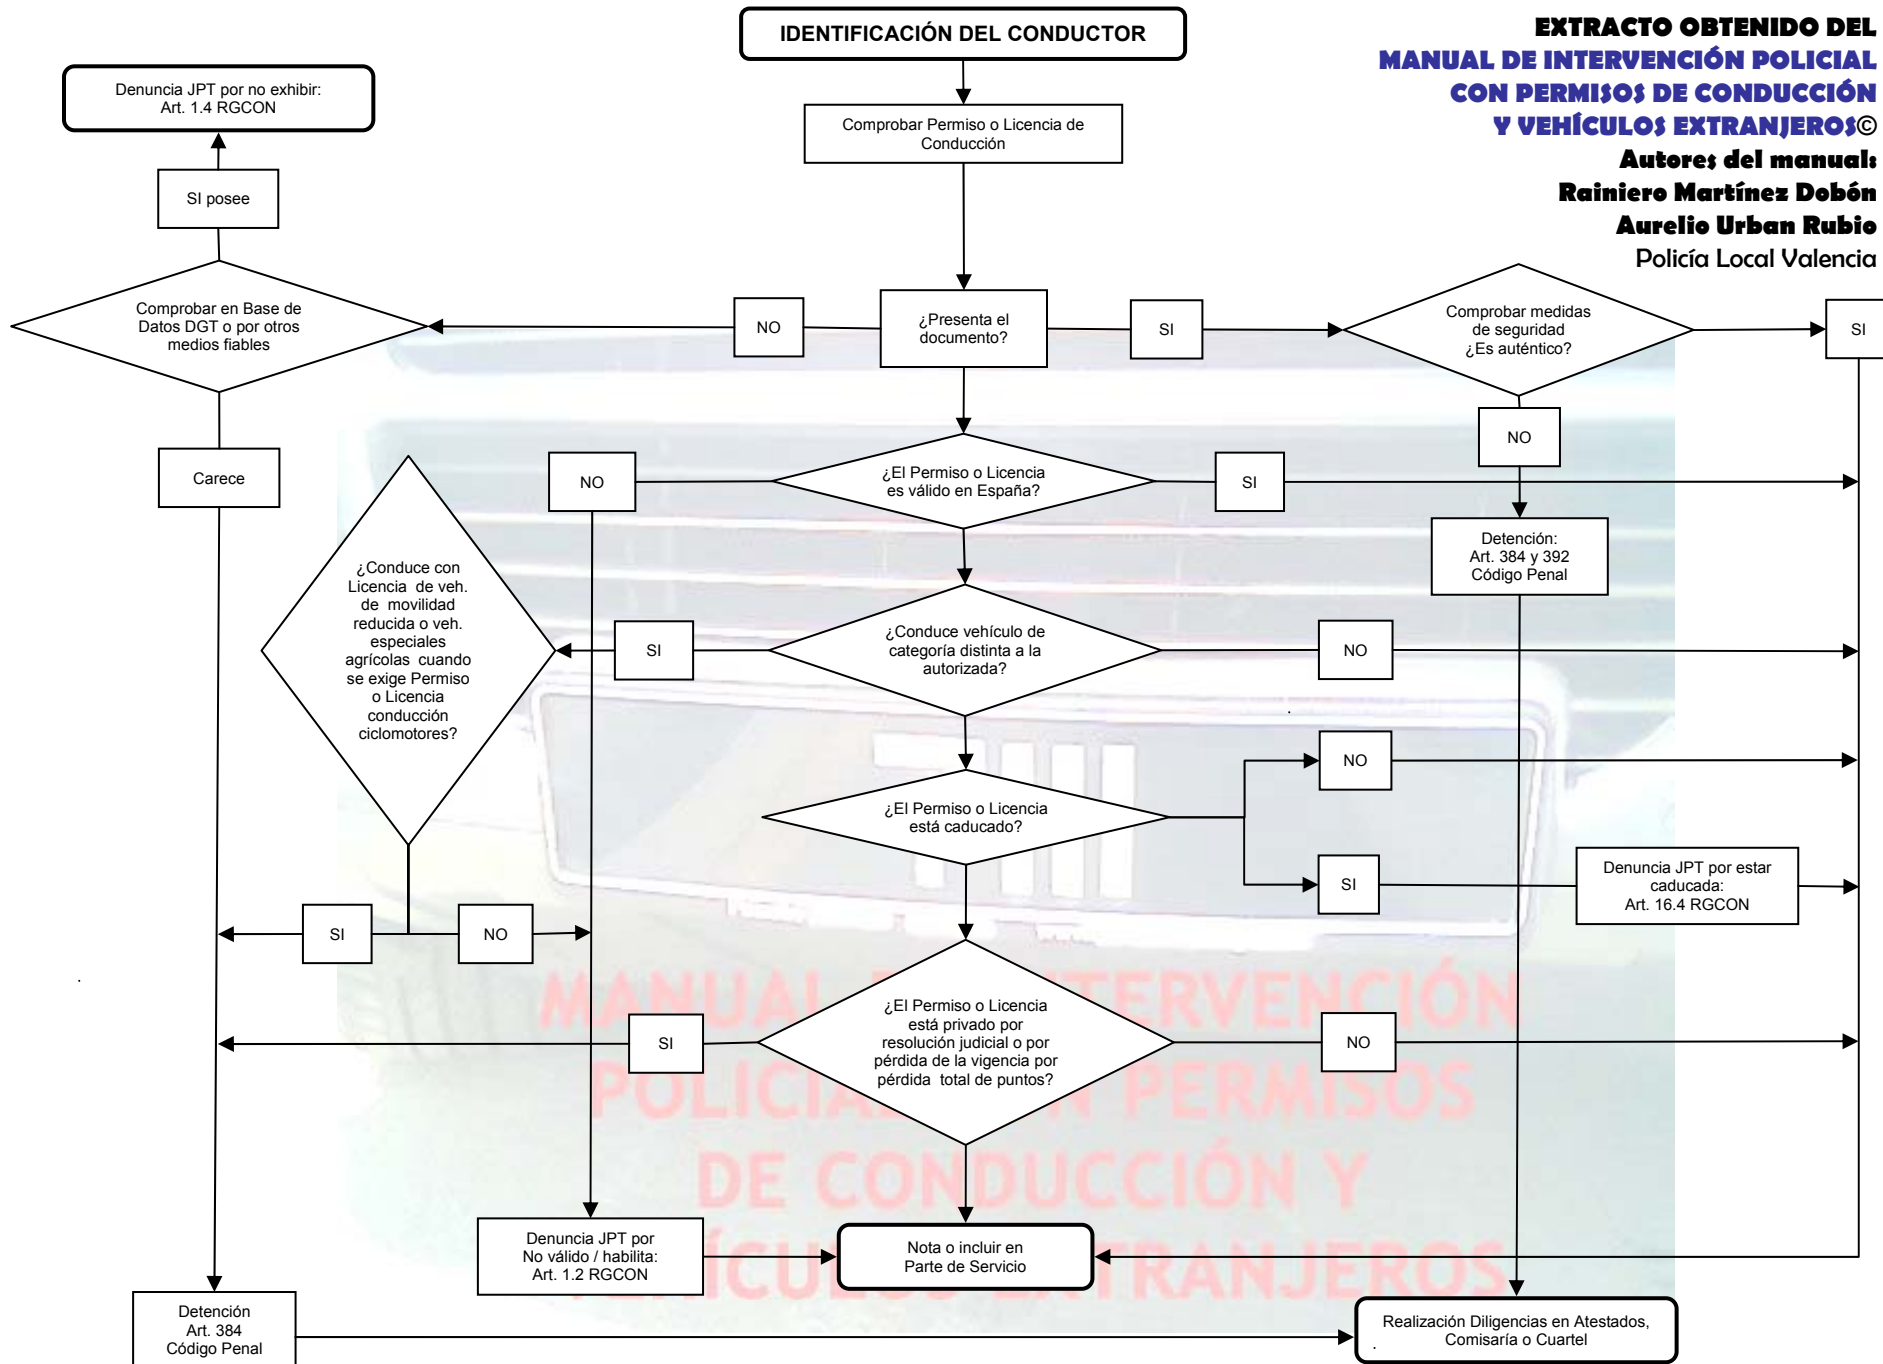 IDENTIFICACIÓN DEL CONDUCTOR
EXTRACTO OBTENIDO DEL
MANUAL DE INTERVENCIÓN POLICIAL
CON PERMISOS DE CONDUCCIÓN
Y VEHÍCULOS EXTRANJEROS©
Autores del manual:
Rainiero Martínez Dobón
Aurelio Urban Rubio
Policía Local Valencia
Denuncia JPT por no exhibir:
Art. 1.4 RGCON
Comprobar Permiso o Licencia de
Conducción
SI posee
Comprobar en Base de
Datos DGT o por otros
medios fiables
NO
¿Presenta el
documento?
SI
Comprobar medidas
de seguridad
¿Es auténtico?
SI
NO
Carece
NO
¿El Permiso o Licencia
es válido en España?
SI
Detención:
Art. 384 y 392
Código Penal
¿Conduce con
Licencia de veh.
de movilidad
reducida o veh.
especiales
agrícolas cuando
se exige Permiso
o Licencia
conducción
ciclomotores?
SI
¿Conduce vehículo de
categoría distinta a la
autorizada?
NO
NO
¿El Permiso o Licencia
está caducado?
SI
Denuncia JPT por estar
caducada:
Art. 16.4 RGCON
SI
NO
SI
¿El Permiso o Licencia
está privado por
resolución judicial o por
pérdida de la vigencia por
pérdida total de puntos?
NO
Denuncia JPT por
No válido / habilita:
Art. 1.2 RGCON
Nota o incluir en
Parte de Servicio
Detención
Art. 384
Código Penal
Realización Diligencias en Atestados,
Comisaría o Cuartel
MANUAL INTERVENCIÓN
PERMISOS
DE CONDUCCIÓN Y
EXTRANJEROS